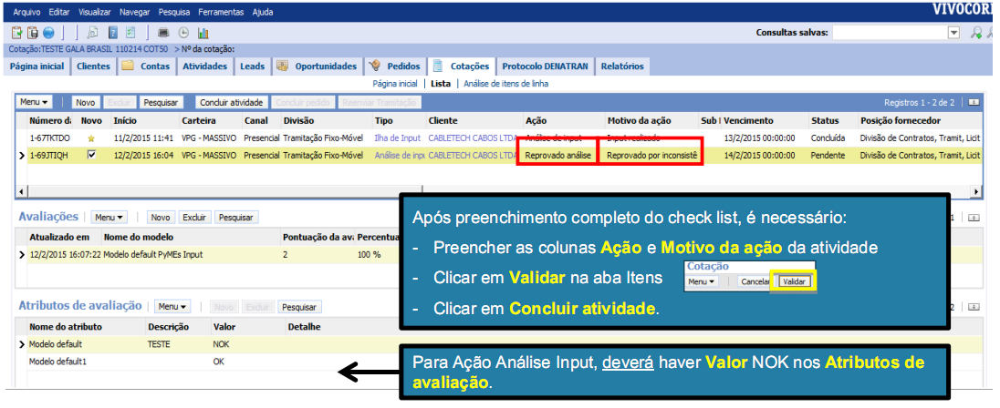 Arquivo Editar Visualizar Navegar Pesquisa Ferramentas Ajuda VIVOCORP
Consultas salvas:
Cotação:TESTE GALA BRASIL 110214 COT50 > Nº da cotação:
Página inicial Clientes Contas Atividades Leads Oportunidades Pedidos Cotações Protocolo DENATRAN Relatórios
Página inicial | Lista | Análise de itens de linha
Menu Novo Excluir Pesquisar Concluir atividade Concluir pedido Reenviar Tramitação Registros 1 - 2 de 2
Número da Novo Início Carteira Canal Divisão Tipo Cliente Ação Motivo da ação Sub Vencimento Status Posição fornecedor
1-67TKTDO 11/2/2015 11:41 VPG - MASSIVO Presencial Tramitação Fixo-Móvel Ilha de Input CABLETECH CABOS LTDA Análise de input Input realizado 13/2/2015 00:00:00 Concluída Divisão de Contratos, Tramit, Licit
1-69JTIQH 12/2/2015 16:04 VPG - MASSIVO Presencial Tramitação Fixo-Móvel Análise de inpu CABLETECH CABOS LTDA Reprovado análise Reprovado por inconsistê 14/2/2015 00:00:00 Pendente Divisão de Contratos, Tramit, Licit
Avaliações Menu Novo Excluir Pesquisar 1
Atualizado em Nome do modelo Pontuação da ava Percentua
12/2/2015 16:07:22 Modelo default PyMEs Input 2 100 %
Após preenchimento completo do check list, é necessário:
- Preencher as colunas Ação e Motivo da ação da atividade
- Clicar em Validar na aba Itens
Cotação
Menu Cancelar Validar
- Clicar em Concluir atividade.
Atributos de avaliação Menu Novo Excluir Pesquisar 2
Nome do atributo Descrição Valor Detalhe
Modelo default TESTE NOK
Modelo default1 OK
Para Ação Análise Input, deverá haver Valor NOK nos Atributos de
avaliação.